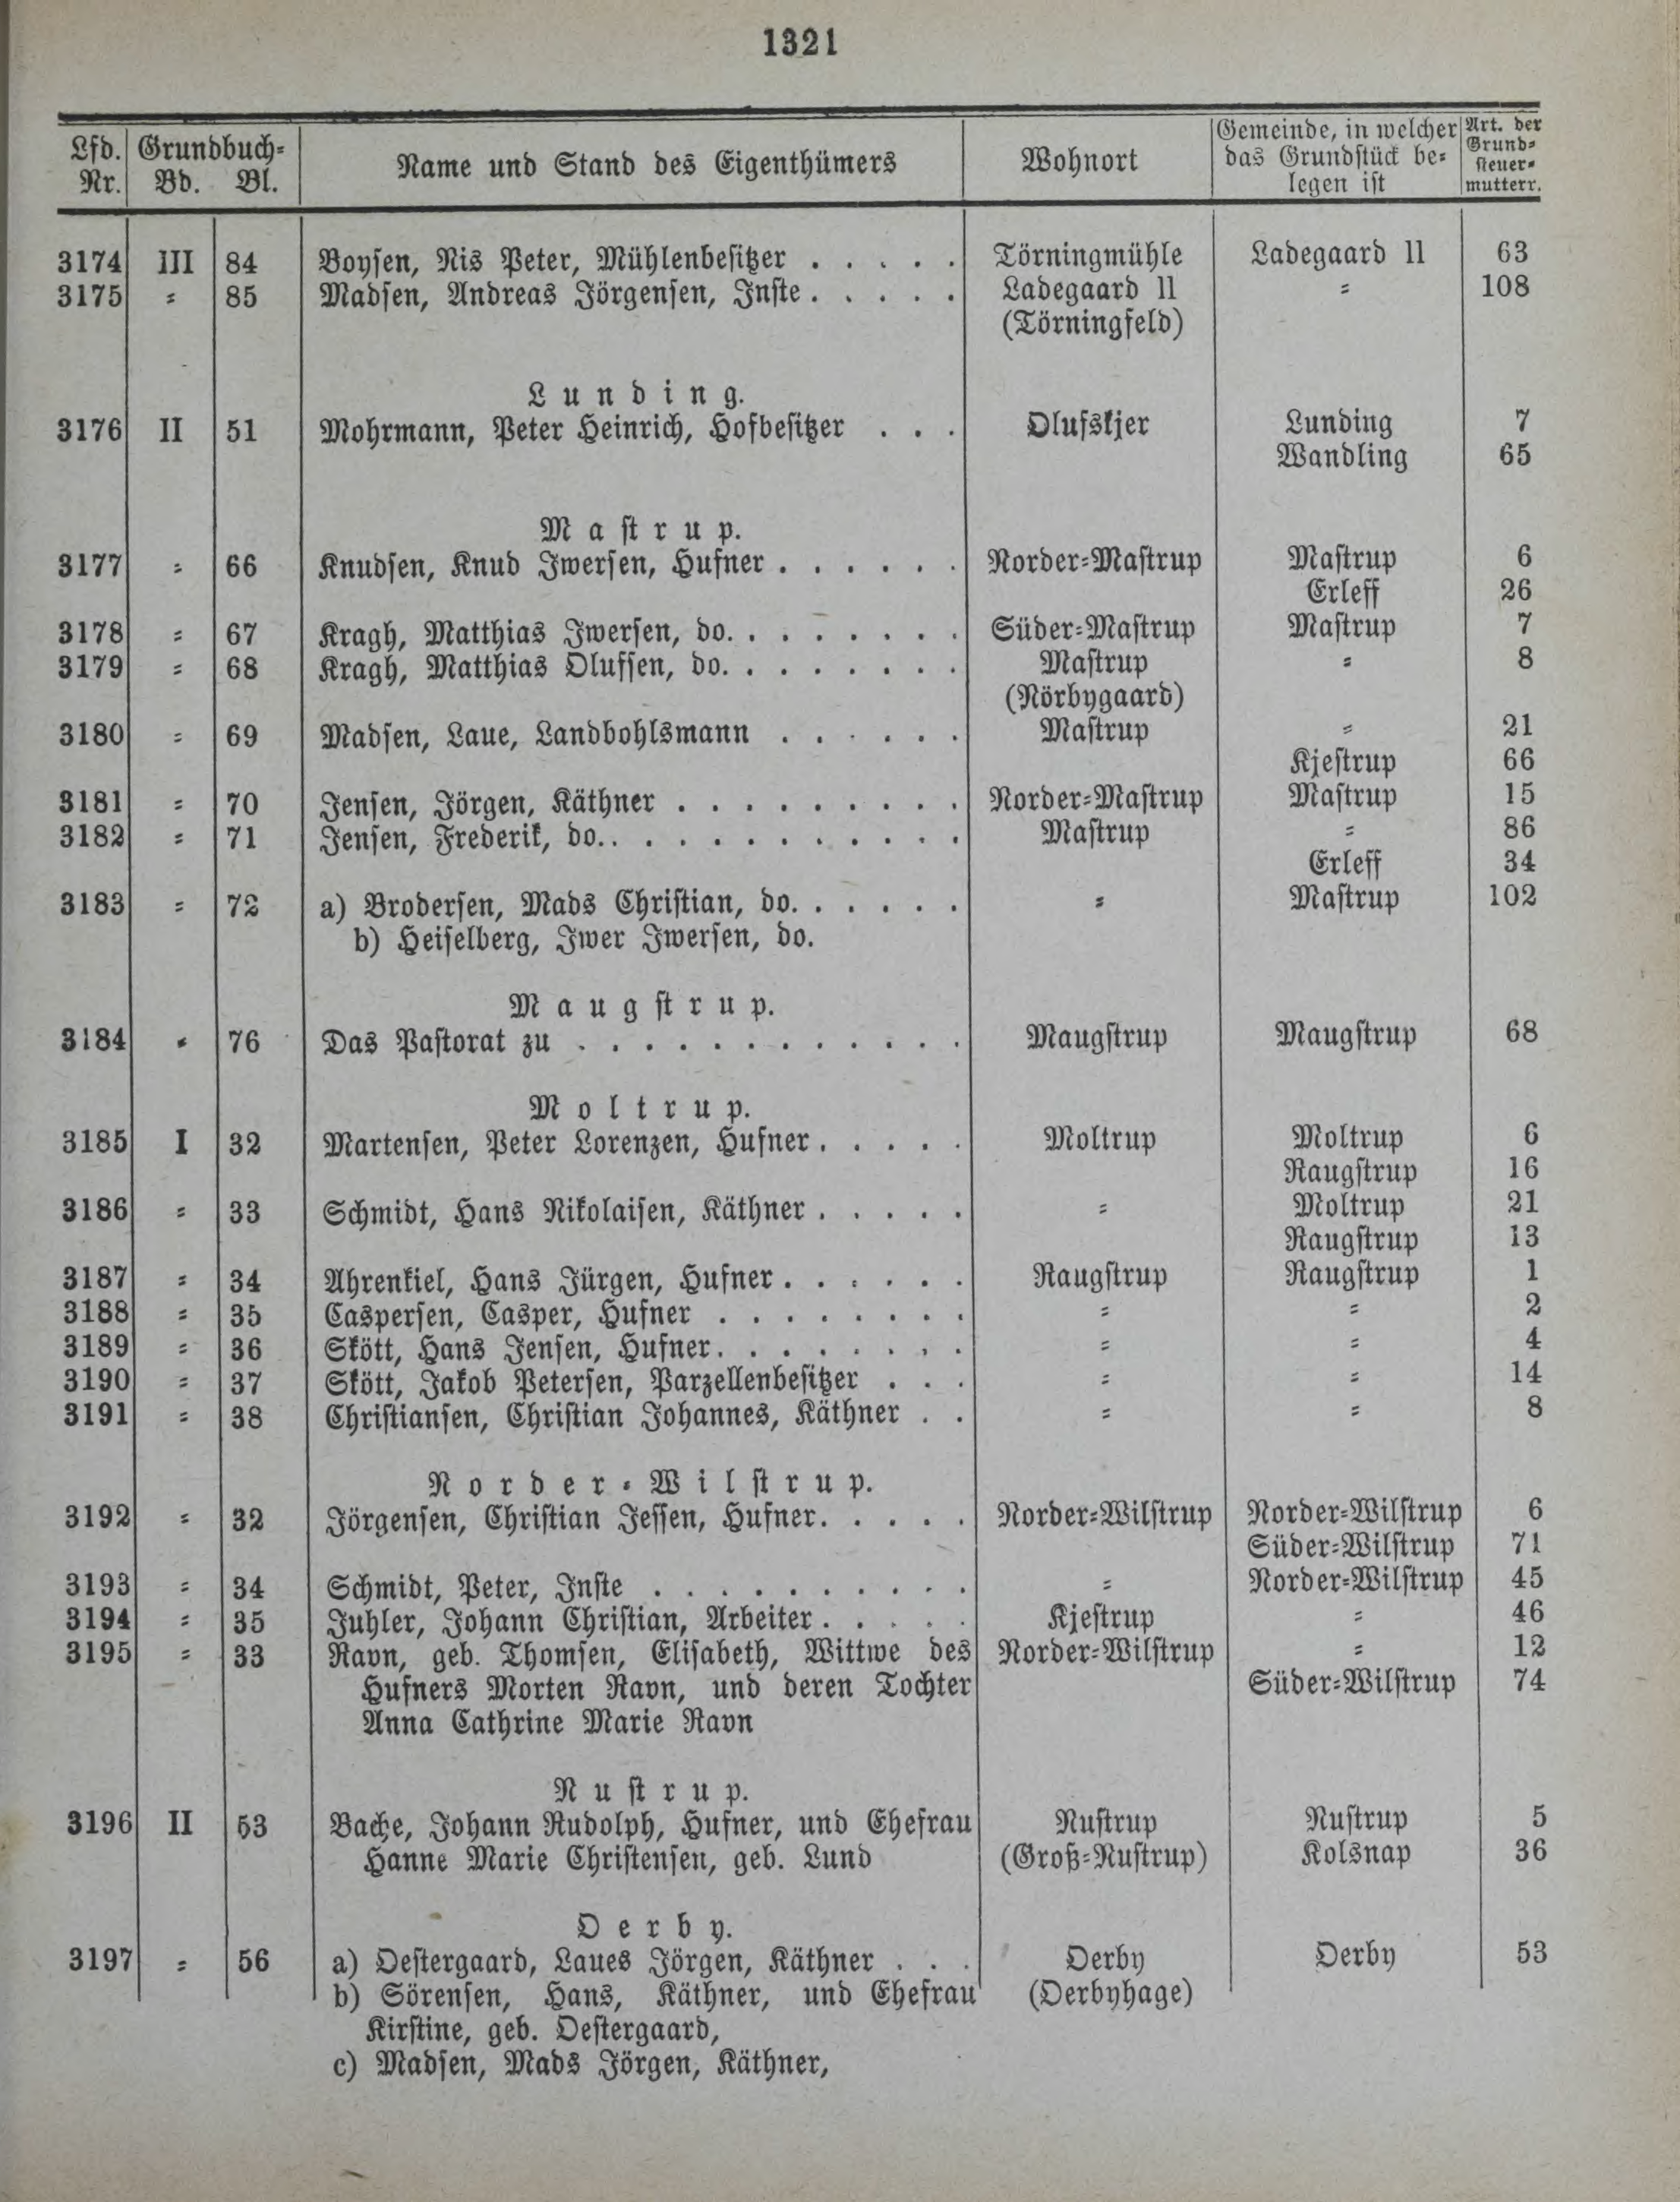 1321
Lfd. Nr. | Grundbuch= Bd. Bl. | Name und Stand des Eigenthümers | Wohnort | Gemeinde, in welcher das Grundstück be= legen ist | Art. der Grund= steuer= mutterr.
3174 III 84 Boysen, Nis Peter, Mühlenbesitzer . . . . . Törningmühle Ladegaard II 63
3175 = 85 Madsen, Andreas Jörgensen, Inste . . . . . Ladegaard II = 108
(Törningfeld)
Lunding.
3176 II 51 Mohrmann, Peter Heinrich, Hofbesitzer . . . Olufskjer Lunding 7
Wandling 65
Mastrup.
3177 = 66 Knudsen, Knud Iwersen, Hufner . . . . . . Norder=Mastrup Mastrup 6
Erleff 26
3178 = 67 Kragh, Matthias Iwersen, do. . . . . . . . Süder=Mastrup Mastrup 7
3179 = 68 Kragh, Matthias Olufsen, do. . . . . . . . Mastrup = 8
(Nörbygaard)
3180 = 69 Madsen, Laue, Landbohlsmann . . . . . . Mastrup = 21
Kjestrup 66
3181 = 70 Jensen, Jörgen, Käthner . . . . . . . . . Norder=Mastrup Mastrup 15
3182 = 71 Jensen, Frederik, do. . . . . . . . . . . . Mastrup = 86
Erleff 34
3183 = 72 a) Brodersen, Mads Christian, do. . . . . . = Mastrup 102
b) Heiselberg, Iwer Iwersen, do.
Maugstrup.
3184 = 76 Das Pastorat zu . . . . . . . . . . . . Maugstrup Maugstrup 68
Moltrup.
3185 I 32 Martensen, Peter Lorenzen, Hufner . . . . . Moltrup Moltrup 6
Raugstrup 16
3186 = 33 Schmidt, Hans Nikolaisen, Käthner . . . . . = Moltrup 21
Raugstrup 13
3187 = 34 Ahrenkiel, Hans Jürgen, Hufner . . . . . . Raugstrup Raugstrup 1
3188 = 35 Caspersen, Casper, Hufner . . . . . . . . = = 2
3189 = 36 Skött, Hans Jensen, Hufner . . . . . . . . = = 4
3190 = 37 Skött, Jakob Petersen, Parzellenbesitzer . . . = = 14
3191 = 38 Christiansen, Christian Johannes, Käthner . . = = 8
Norder=Wilstrup.
3192 = 32 Jörgensen, Christian Jessen, Hufner . . . . . Norder=Wilstrup Norder=Wilstrup 6
Süder=Wilstrup 71
3193 = 34 Schmidt, Peter, Inste . . . . . . . . . . = Norder=Wilstrup 45
3194 = 35 Juhler, Johann Christian, Arbeiter . . . . . Kjestrup = 46
3195 = 33 Ravn, geb. Thomsen, Elisabeth, Wittwe des Norder=Wilstrup = 12
Hufners Morten Ravn, und deren Tochter Süder=Wilstrup 74
Anna Cathrine Marie Ravn
Nustrup.
3196 II 53 Backe, Johann Rudolph, Hufner, und Ehefrau Nustrup Nustrup 5
Hanne Marie Christensen, geb. Lund (Groß=Nustrup) Kolsnap 36
Oerby.
3197 = 56 a) Oestergaard, Laues Jörgen, Käthner . . . Oerby Oerby 53
b) Sörensen, Hans, Käthner, und Ehefrau (Oerbyhage)
Kirstine, geb. Oestergaard,
c) Madsen, Mads Jörgen, Käthner,